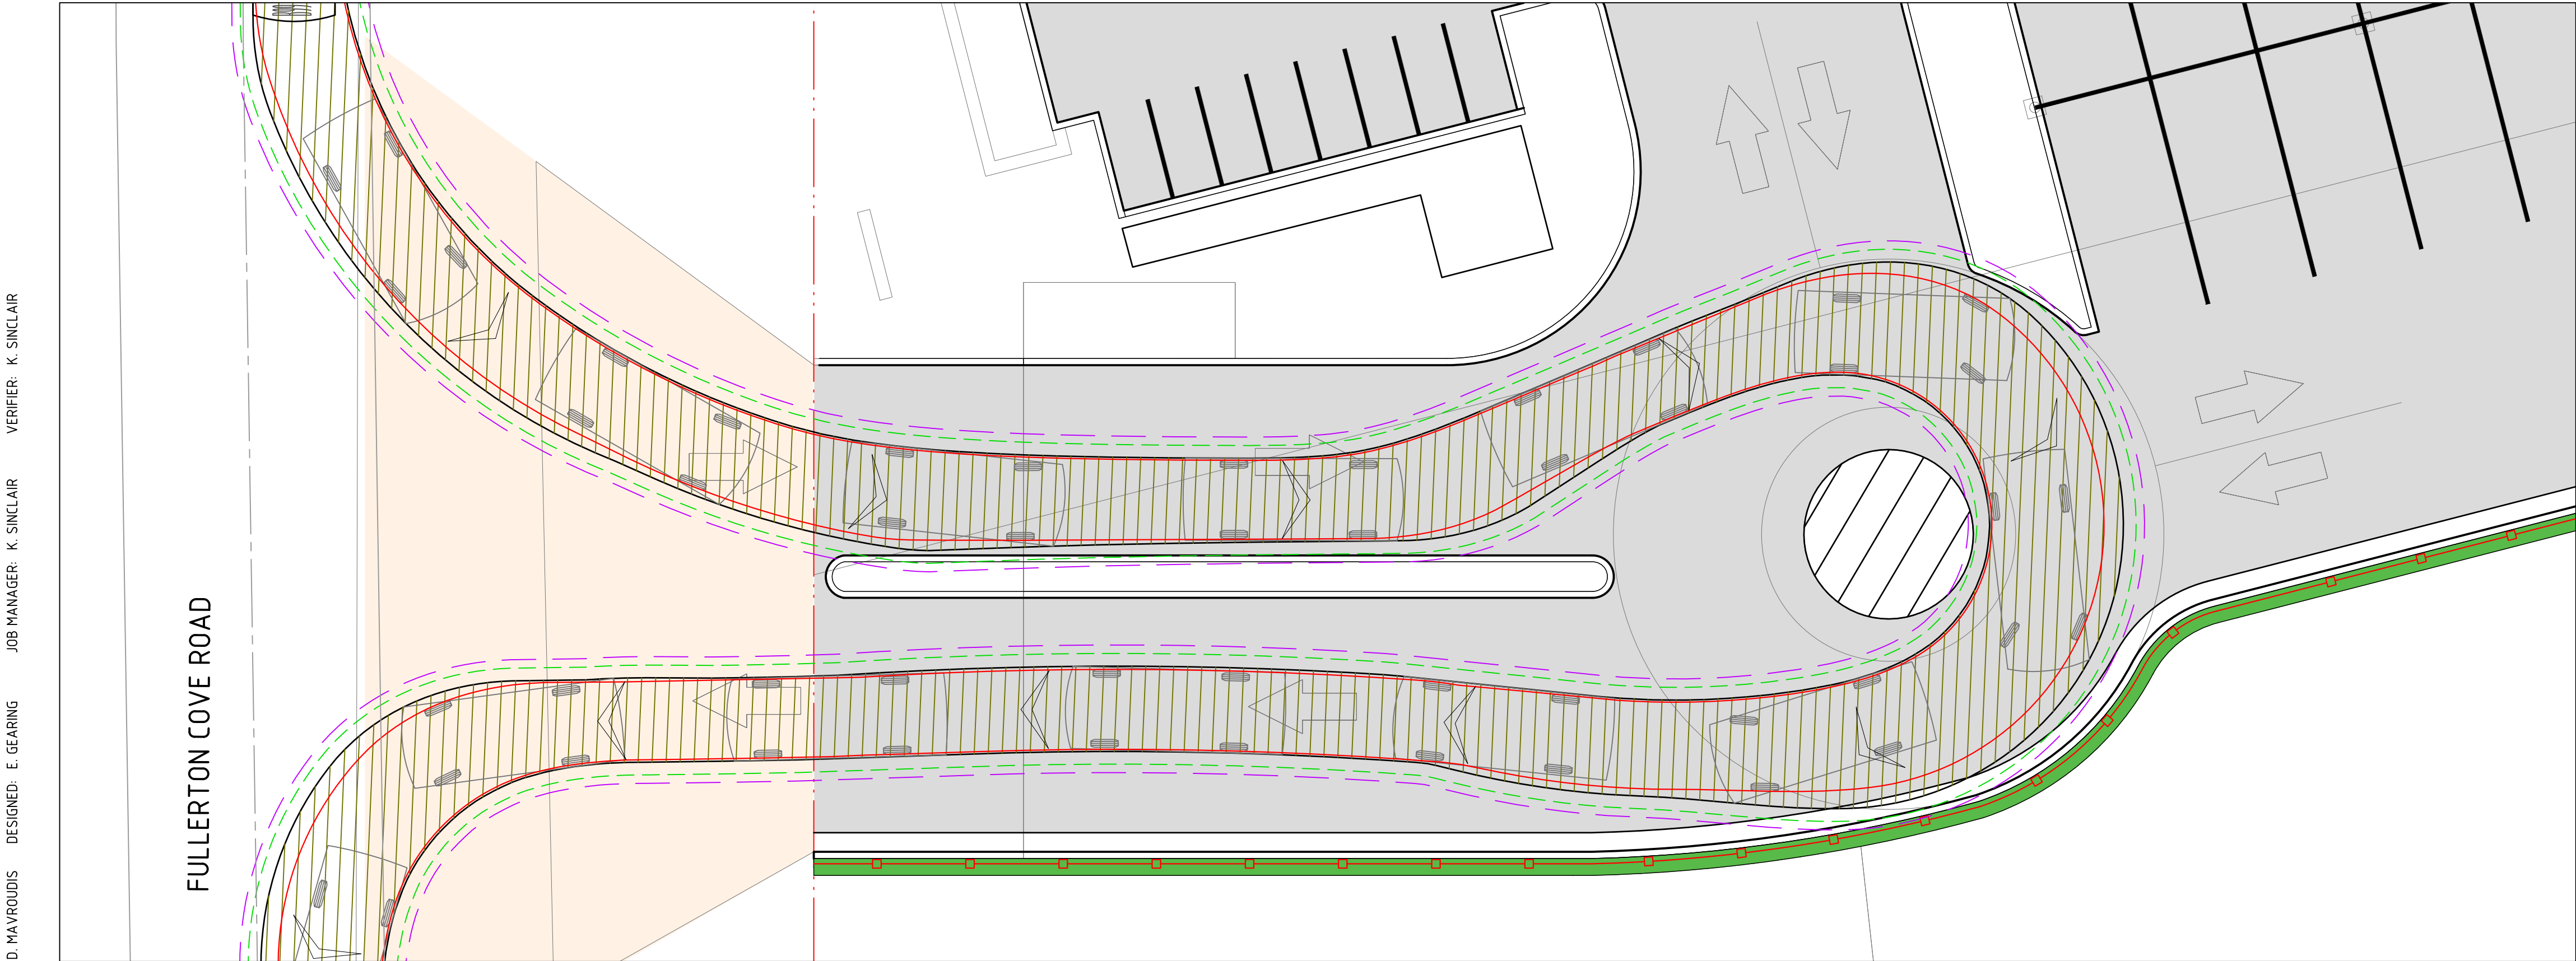 D. MAVROUDIS DESIGNED: E. GEARING JOB MANAGER: K. SINCLAIR VERIFIER: K. SINCLAIR
FULLERTON COVE ROAD